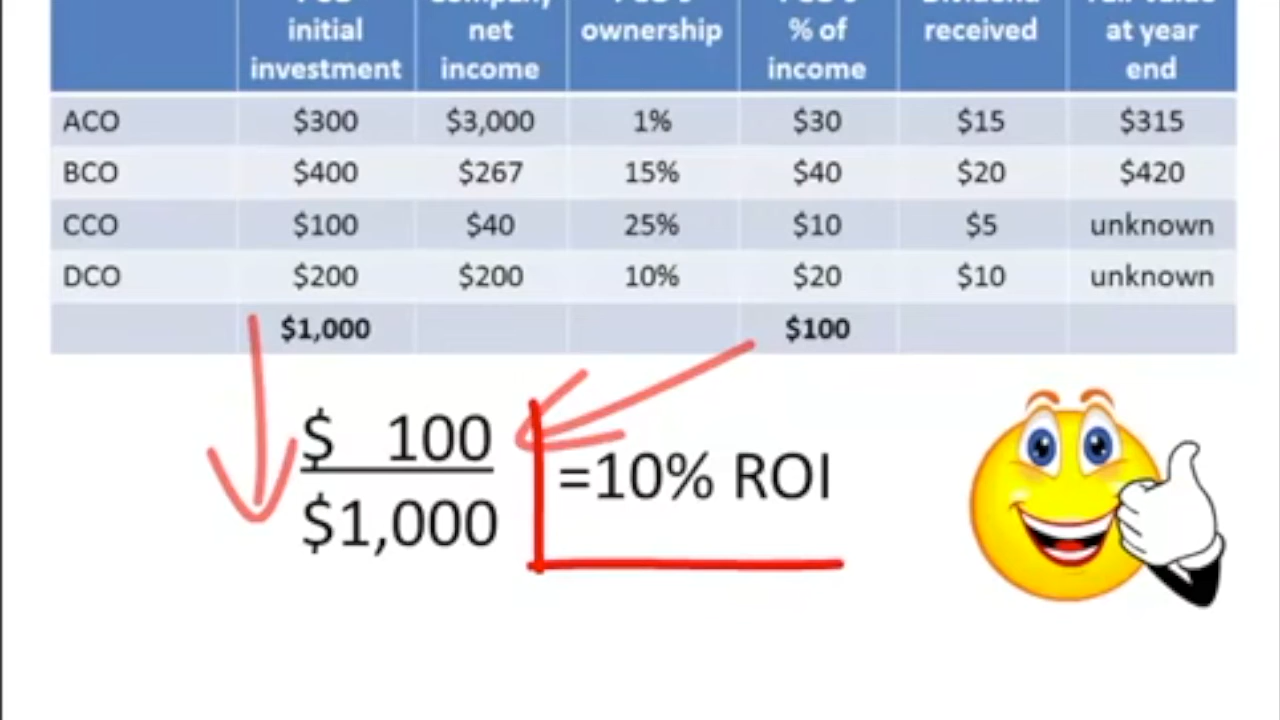 initial net ownership % of received at year
investment income income end
ACO $300 $3,000 1% $30 $15 $315
BCO $400 $267 15% $40 $20 $420
CCO $100 $40 25% $10 $5 unknown
DCO $200 $200 10% $20 $10 unknown
$1,000 $100
$ 100
=10% ROI
$1,000